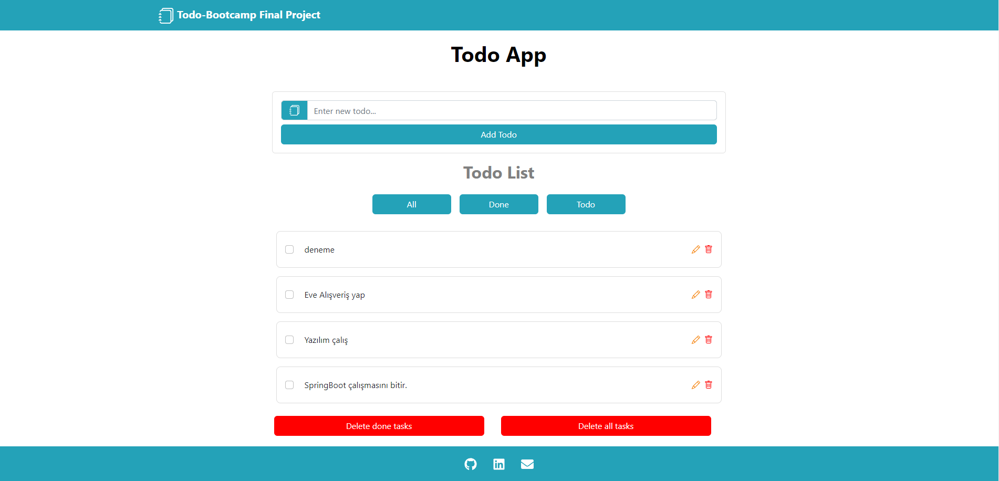 Todo-Bootcamp Final Project
Todo App
Enter new todo...
Add Todo
Todo List
All
Done
Todo
deneme
Eve Alışveriş yap
Yazılım çalış
SpringBoot çalışmasını bitir.
Delete done tasks
Delete all tasks